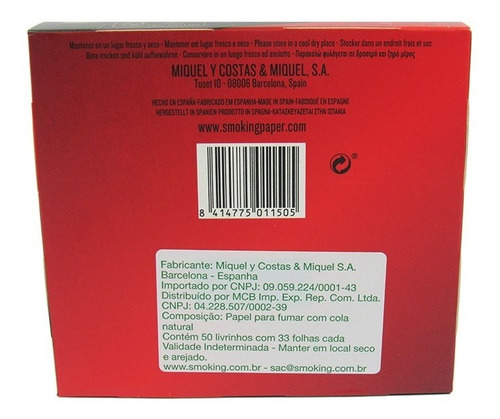 Mantener en un lugar fresco y seco - Mantenher em lugar fresco e seco - Please store in a cool dry place - Stocker dans un endroit frais et sec
Bitte trocken und kühl aufbewahren - Conservare in luogo fresco ed asciutto - Παρακαλώ φυλάγεται σε δροσερό και ξηρό μέρος
MIQUEL Y COSTAS & MIQUEL, S.A.
Tuset 10 - 08006 Barcelona, Spain
HECHO EN ESPAÑA-FABRICADO EM ESPANHA-MADE IN SPAIN-FABRIQUÉ EN ESPAGNE
HERGESTELLT IN SPANIEN-PRODOTTO IN SPAGNA-ΚΑΤΑΣΚΕΥΑΖΕΤΑΙ ΣΤΗΝ ΙΣΠΑΝΙΑ
www.smokingpaper.com
8 414775 011505
Fabricante: Miquel y Costas & Miquel S.A.
Barcelona - Espanha
Importado por CNPJ: 09.059.224/0001-43
Distribuído por MCB Imp. Exp. Rep. Com. Ltda.
CNPJ: 04.228.507/0002-39
Composição: Papel para fumar com cola
natural
Contém 50 livrinhos com 33 folhas cada
Validade Indeterminada - Manter em local seco
e arejado.
www.smoking.com.br - sac@smoking.com.br